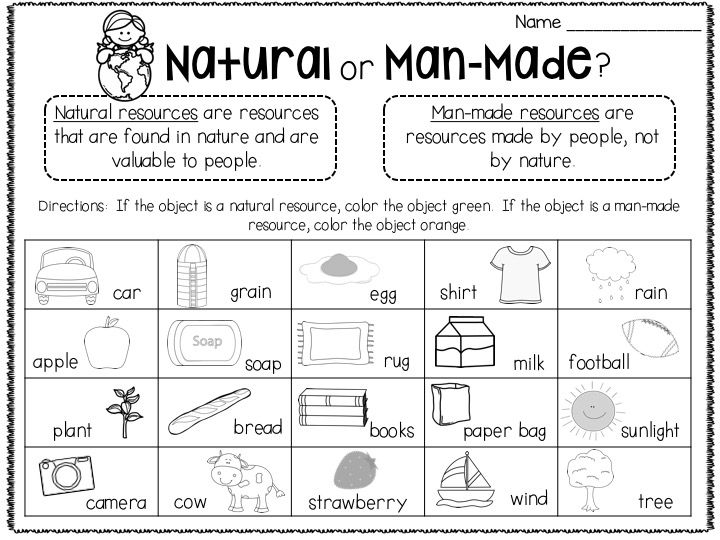 Name _______________
Natural or Man-Made?
Natural resources are resources
that are found in nature and are
valuable to people.
Man-made resources are
resources made by people, not
by nature.
Directions: If the object is a natural resource, color the object green. If the object is a man-made
resource, color the object orange.
car
grain
egg
shirt
rain
apple
Soap
soap
rug
milk
football
plant
bread
books
paper bag
sunlight
camera
cow
strawberry
wind
tree